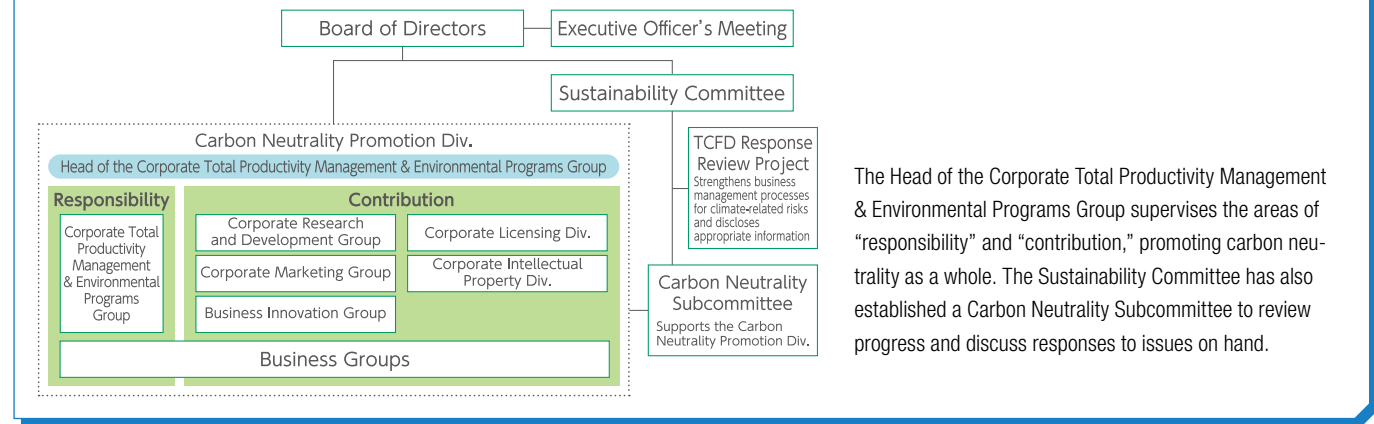 Board of Directors
Executive Officer's Meeting
Sustainability Committee
Carbon Neutrality Promotion Div.
Head of the Corporate Total Productivity Management & Environmental Programs Group
Responsibility
Corporate Total
Productivity
Management
& Environmental
Programs
Group
Contribution
Corporate Research
and Development Group
Corporate Marketing Group
Business Innovation Group
Corporate Licensing Div.
Corporate Intellectual
Property Div.
Business Groups
TCFD Response
Review Project
Strengthens business
management processes
for climate-related risks
and discloses
appropriate information
Carbon Neutrality
Subcommittee
Supports the Carbon
Neutrality Promotion Div.
The Head of the Corporate Total Productivity Management
& Environmental Programs Group supervises the areas of
“responsibility” and “contribution,” promoting carbon neu-
trality as a whole. The Sustainability Committee has also
established a Carbon Neutrality Subcommittee to review
progress and discuss responses to issues on hand.